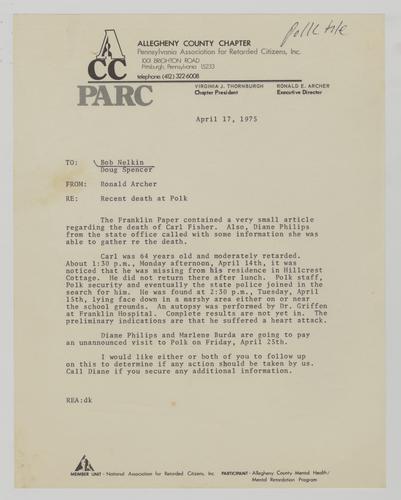 Polk file
ALLEGHENY COUNTY CHAPTER
Pennsylvania Association for Retarded Citizens, Inc.
1001 BRIGHTON ROAD
Pittsburgh, Pennsylvania 15233
telephone (412) 322-6008
ACC
PARC
VIRGINIA J. THORNBURGH
Chapter President
RONALD E. ARCHER
Executive Director
April 17, 1975
TO: Bob Nelkin
Doug Spencer
FROM: Ronald Archer
RE: Recent death at Polk
The Franklin Paper contained a very small article
regarding the death of Carl Fisher. Also, Diane Philips
from the state office called with some information she was
able to gather re the death.
Carl was 64 years old and moderately retarded.
About 1:30 p.m., Monday afternoon, April 14th, it was
noticed that he was missing from his residence in Hillcrest
Cottage. He did not return there after lunch. Polk staff,
Polk security and eventually the state police joined in the
search for him. He was found at 2:30 p.m., Tuesday, April
15th, lying face down in a marshy area either on or near
the school grounds. An autopsy was performed by Dr. Griffen
at Franklin Hospital. Complete results are not yet in. The
preliminary indications are that he suffered a heart attack.
Diane Philips and Marlene Burda are going to pay
an unannounced visit to Polk on Friday, April 25th.
I would like either or both of you to follow up
on this to determine if any action should be taken by us.
Call Diane if you secure any additional information.
REA:dk
MEMBER UNIT - National Association for Retarded Citizens, Inc. PARTICIPANT - Allegheny County Mental Health/
Mental Retardation Program